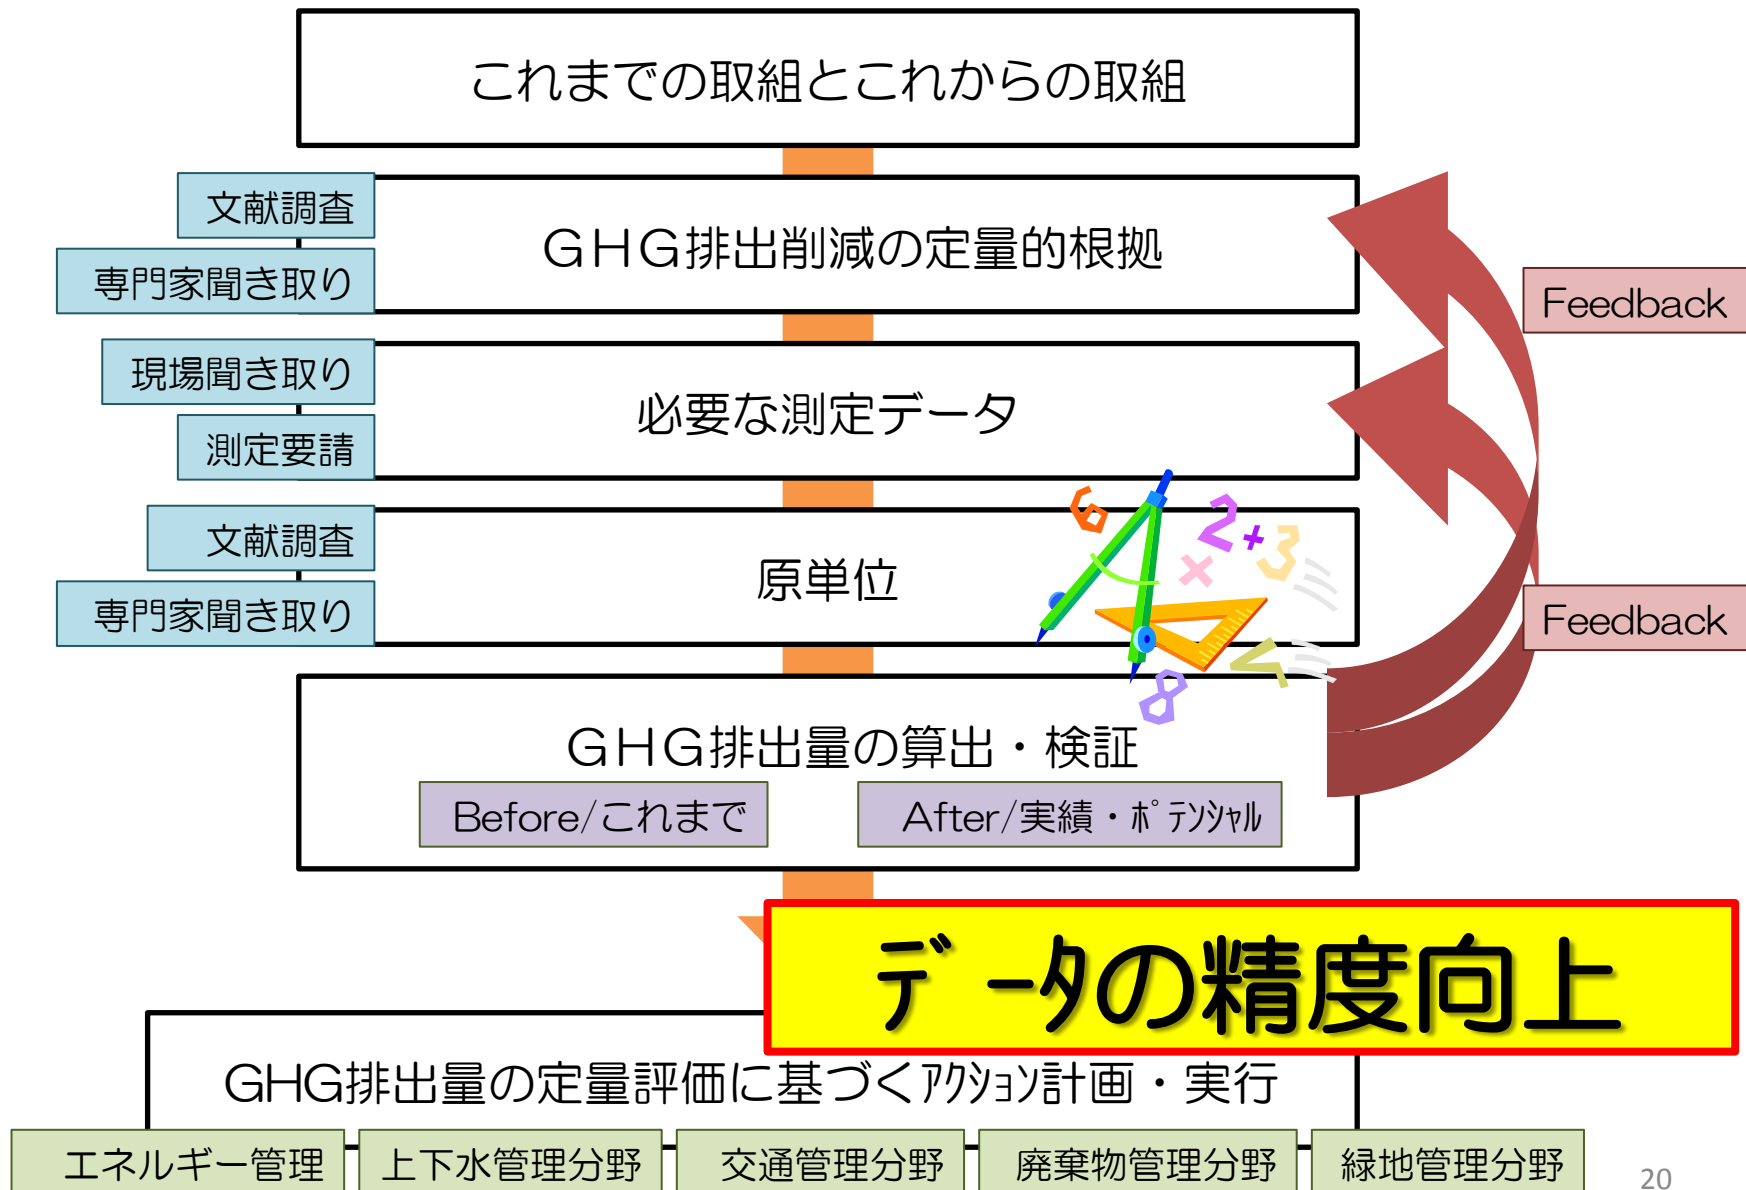 これまでの取組とこれからの取組
文献調査
専門家聞き取り
GHG排出削減の定量的根拠
Feedback
現場聞き取り
測定要請
必要な測定データ
文献調査
専門家聞き取り
原単位
6
2+3
×
7
8
Feedback
GHG排出量の算出・検証
Before/これまで
After/実績・ポテンシャル
データの精度向上
GHG排出量の定量評価に基づくアクション計画・実行
エネルギー管理
上下水管理分野
交通管理分野
廃棄物管理分野
緑地管理分野
20